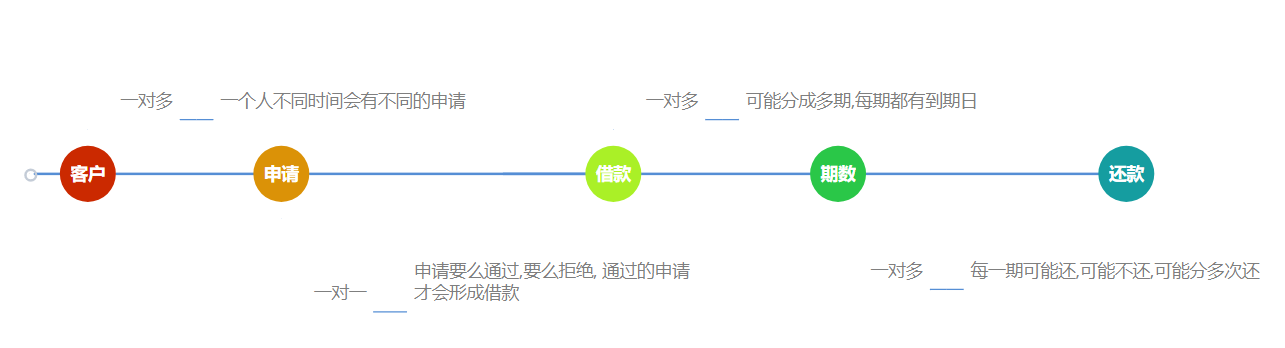 一对多
一个人不同时间会有不同的申请
一对多
可能分成多期,每期都有到期日
客户
申请
借款
期数
还款
一对一
申请要么通过,要么拒绝, 通过的申请
才会形成借款
一对多
每一期可能还,可能不还,可能分多次还